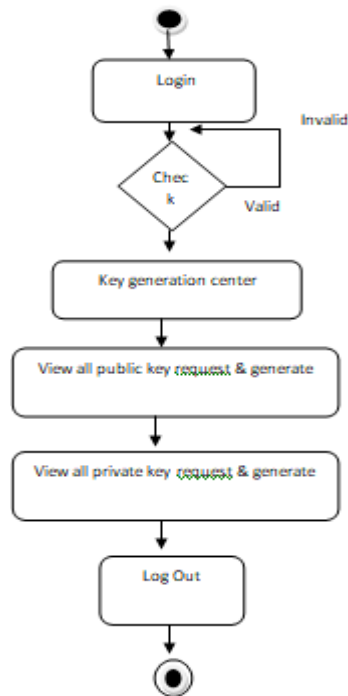 Login
Invalid
Chec
k
Valid
Key generation center
View all public key request & generate
View all private key request & generate
Log Out